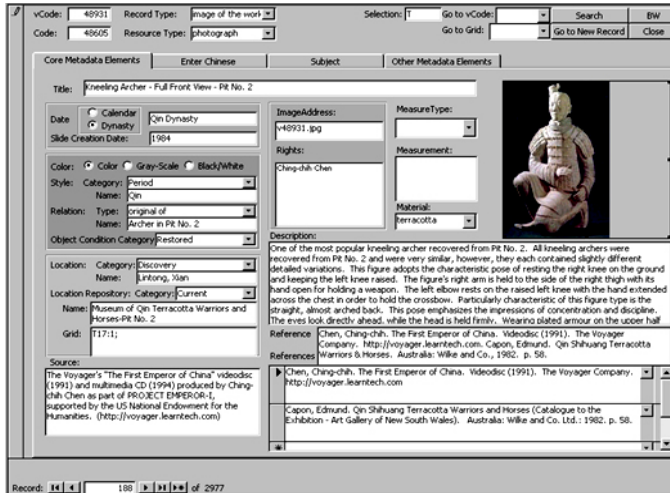 vCode: 48931 Record Type: image of the work Selection: T Go to vCode: Search BW
Code: 48605 Resource Type: photograph Go to Grid: Go to New Record Close
Core Metadata Elements Enter Chinese Subject Other Metadata Elements
Title: Kneeling Archer - Full Front View - Pit No. 2
Date Calendar Dynasty Qin Dynasty
Slide Creation Date: 1984
Color: Color Gray-Scale Black/White
Style: Category: Period
Name: Qin
Relation: Type: original of
Name: Archer in Pit No. 2
Object Condition Category Restored
Location: Category: Discovery
Name: Lintong, Xian
Location Repository: Category: Current
Name: Museum of Qin Terracotta Warriors and
Horses-Pit No. 2
Grid: T17:1;
Source:
The Voyager's "The First Emperor of China" videodisc
(1991) and multimedia CD (1994) produced by Ching-
chih Chen as part of PROJECT EMPEROR-I,
supported by the US National Endowment for the
Humanities. (http://voyager.learntech.com)
ImageAddress:
v48931.jpg
Rights:
Ching-chih Chen
MeasureType:
Measurement:
Material:
terracotta
Description:
One of the most popular kneeling archer recovered from Pit No. 2. All kneeling archers were
recovered from Pit No. 2 and were very similar, however, they each contained slightly different
detailed variations. This figure adopts the characteristic pose of resting the right knee on the ground
and keeping the left knee raised. The figure's right arm is held to the side of the right thigh with its
hand open for holding a weapon. The left elbow rests on the raised left knee with the hand extended
across the chest in order to hold the crossbow. Particularly characteristic of this figure type is the
straight, almost arched back. This pose emphasizes the impressions of concentration and discipline.
The eyes look directly ahead, while the head is held firmly. Wearing plated armour on the upper half
Reference Chen, Ching-chih. The First Emperor of China. Videodisc (1991). The Voyager
Company. http://voyager.learntech.com. Capon, Edmund. Qin Shihuang Terracotta
Warriors & Horses. Australia: Wilke and Co., 1982. p. 58.
References
Chen, Ching-chih. The First Emperor of China. Videodisc (1991). The Voyager Company.
http://voyager.learntech.com
Capon, Edmund. Qin Shihuang Terracotta Warriors and Horses (Catalogue to the
Exhibition - Art Gallery of New South Wales). Australia: Wilke and Co. Ltd.: 1982. p. 58.
Record: 188 of 2977